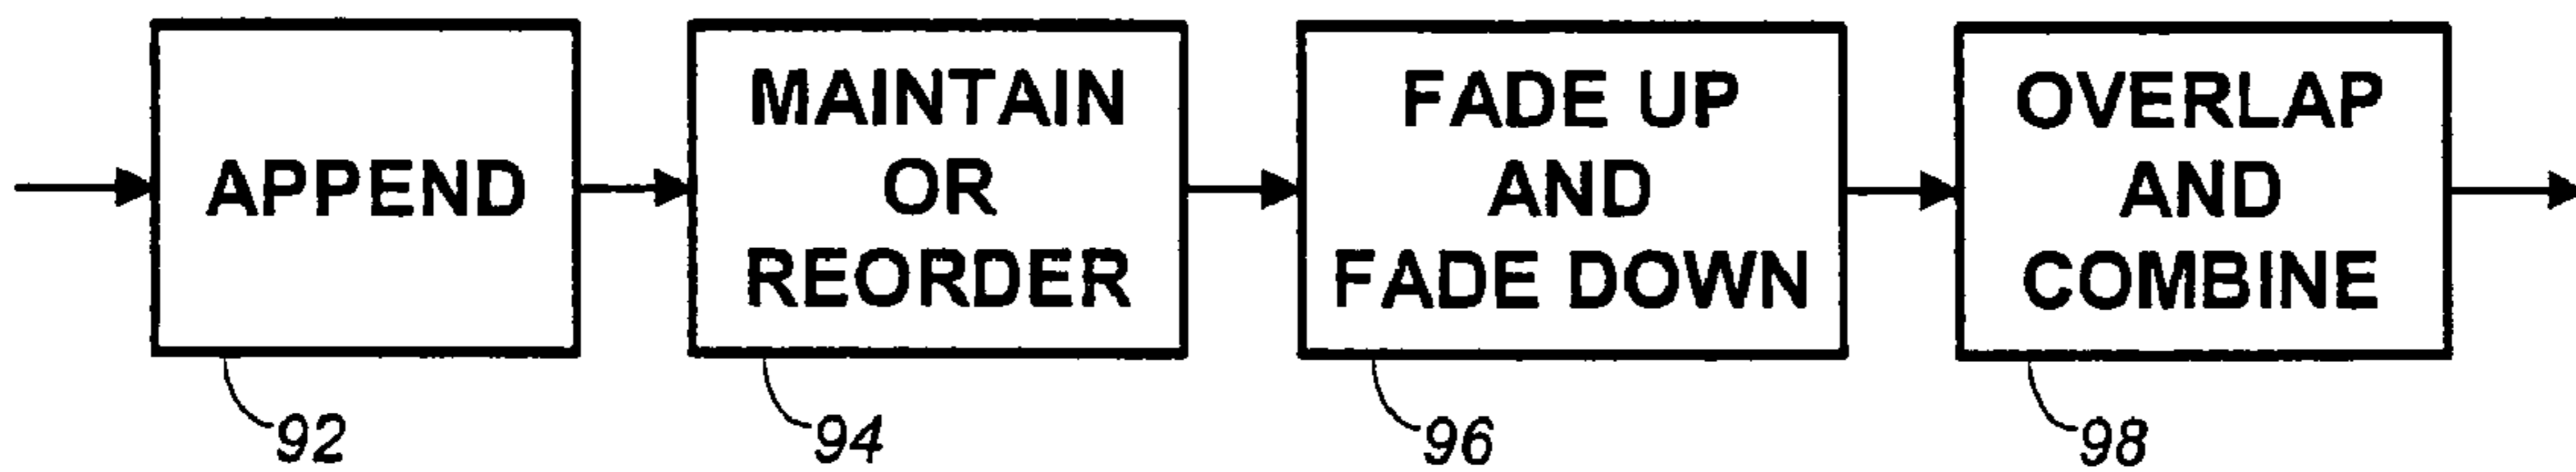 APPEND
MAINTAIN
OR
REORDER
FADE UP
AND
FADE DOWN
OVERLAP
AND
COMBINE
92
94
96
98